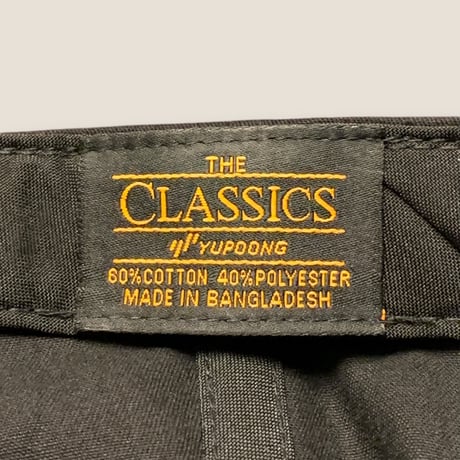 THE
CLASSICS
YUPOONG
60%COTTON 40%POLYESTER
MADE IN BANGLADESH